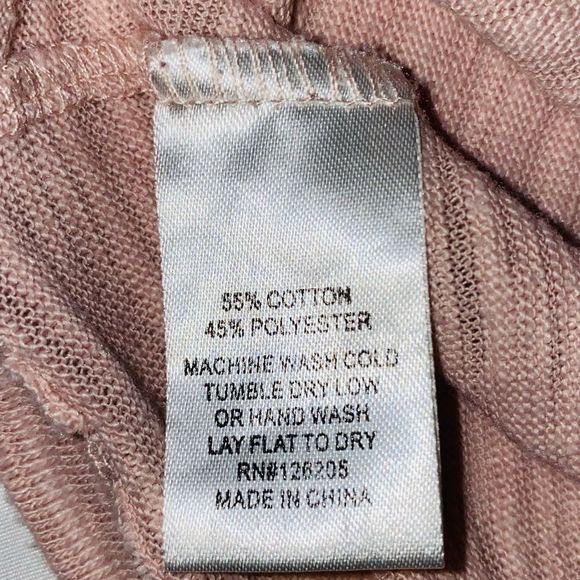 55% COTTON
45% POLYESTER
MACHINE WASH COLD
TUMBLE DRY LOW
OR HAND WASH
LAY FLAT TO DRY
RN#126205
MADE IN CHINA